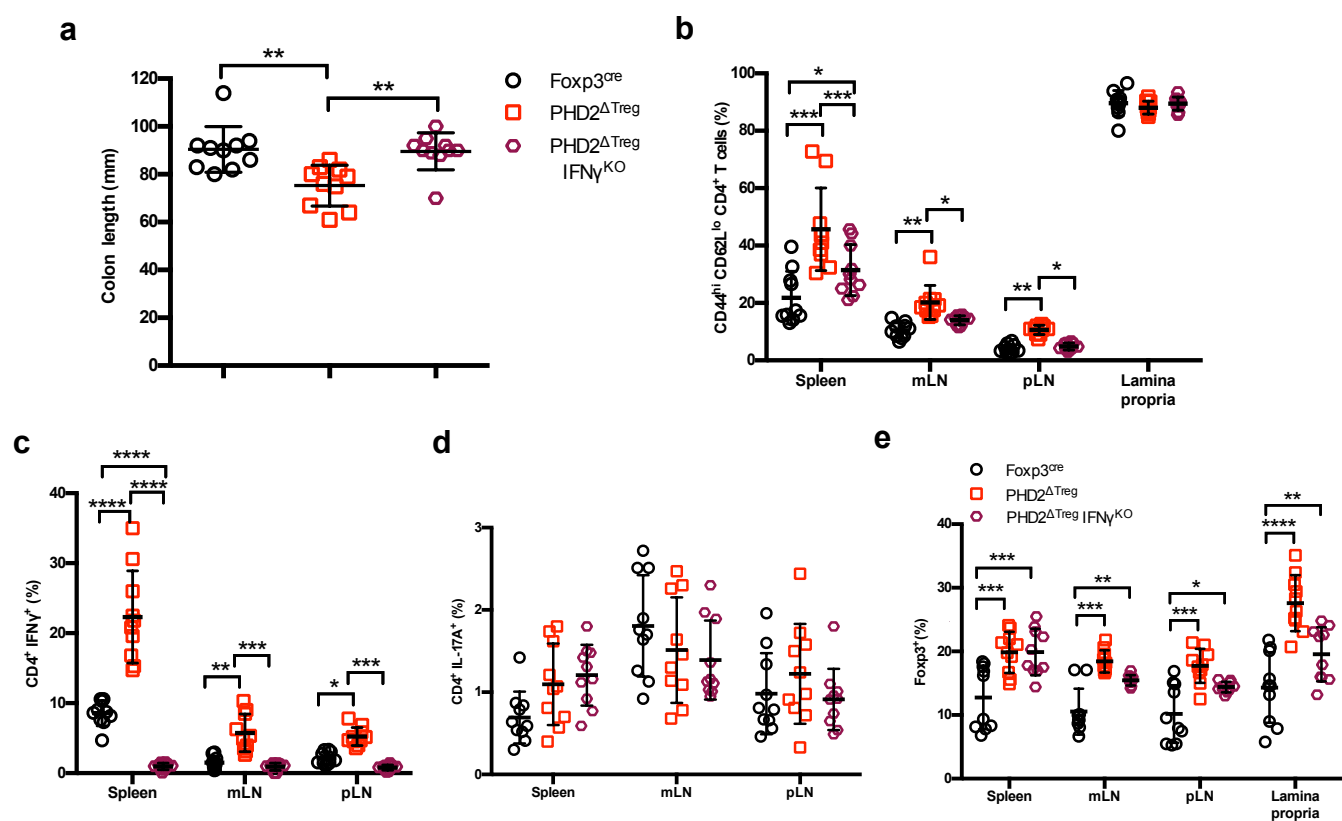 a
**
**
120
100
80
60
40
20
0
Colon length (mm)
Foxp3cre
PHD2ΔTreg
PHD2ΔTreg
IFNγKO
b
*
***
***
**
*
**
*
100
80
60
40
20
0
CD44hi CD62Llo CD4+ T cells (%)
Spleen
mLN
pLN
Lamina
propria
c
****
****
****
**
***
*
***
40
30
20
10
0
CD4+ IFNγ+ (%)
Spleen
mLN
pLN
d
3
2
1
0
CD4+ IL-17A+ (%)
Spleen
mLN
pLN
e
Foxp3cre
PHD2ΔTreg
PHD2ΔTreg IFNγKO
***
***
**
***
*
***
**
****
40
30
20
10
0
Foxp3+ (%)
Spleen
mLN
pLN
Lamina
propria